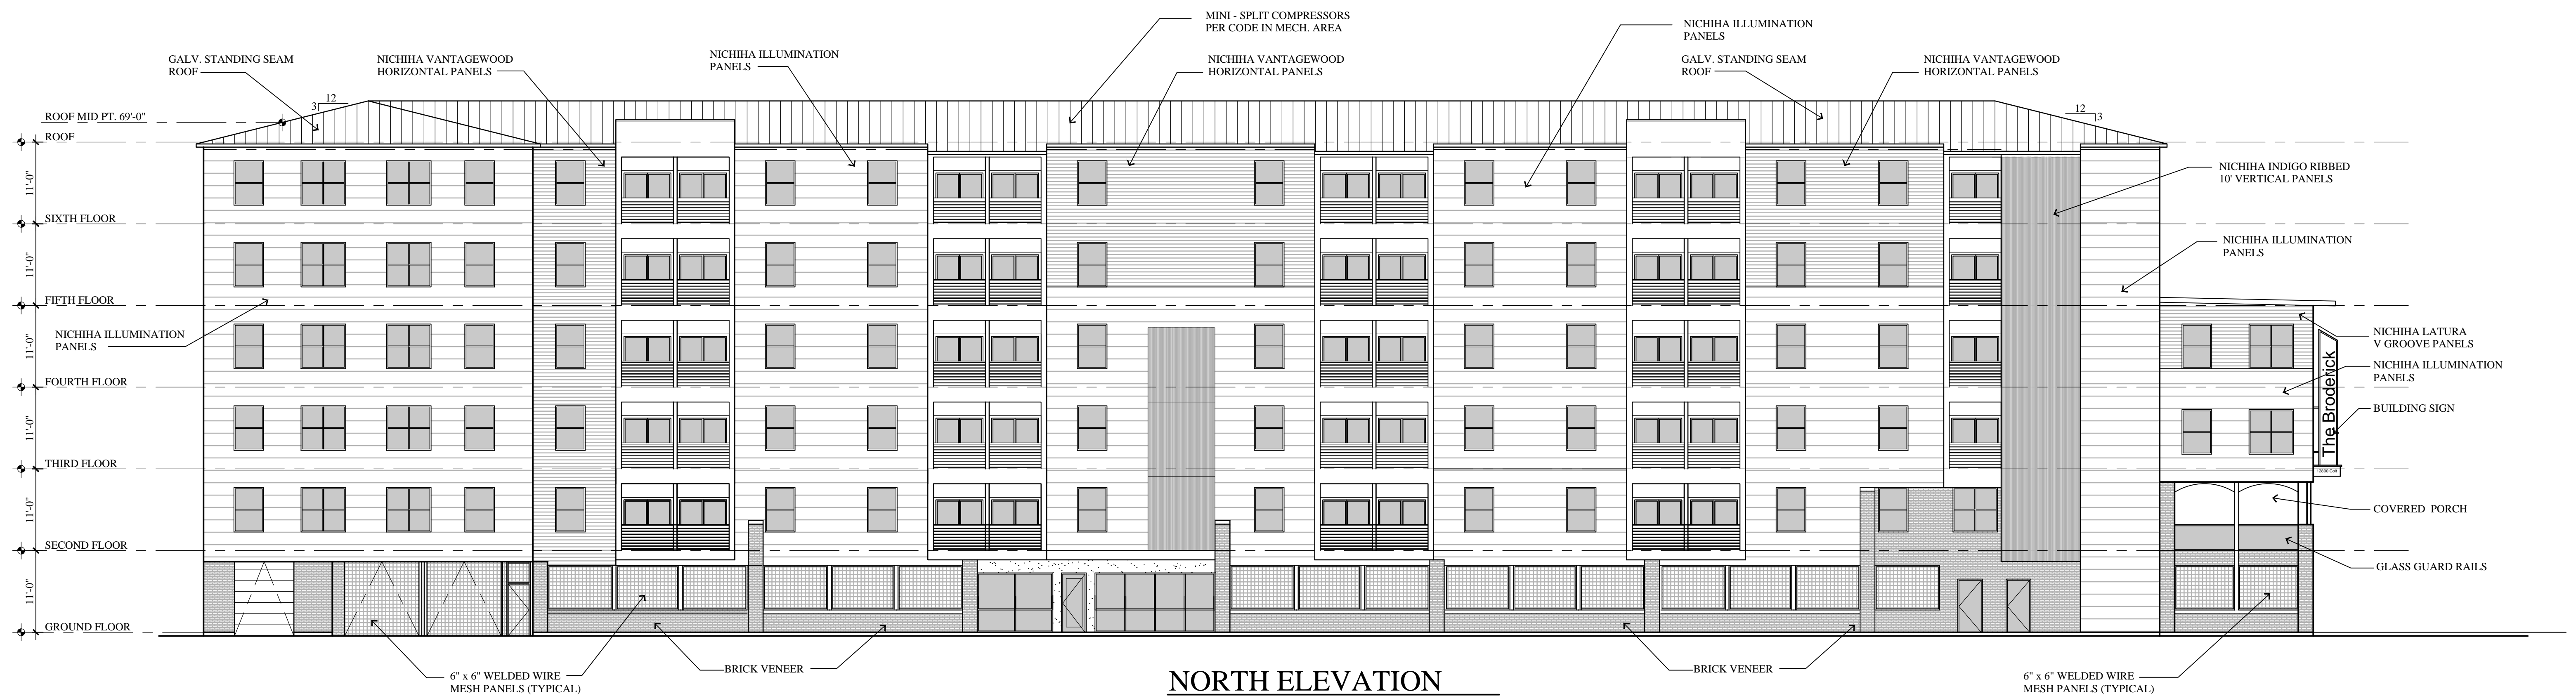 MINI - SPLIT COMPRESSORS
PER CODE IN MECH. AREA
NICHIHA ILLUMINATION
PANELS
GALV. STANDING SEAM
ROOF
NICHIHA VANTAGEWOOD
HORIZONTAL PANELS
NICHIHA ILLUMINATION
PANELS
NICHIHA VANTAGEWOOD
HORIZONTAL PANELS
GALV. STANDING SEAM
ROOF
NICHIHA VANTAGEWOOD
HORIZONTAL PANELS
12
3
12
3
ROOF MID PT. 69'-0"
ROOF
11'-0"
NICHIHA INDIGO RIBBED
10' VERTICAL PANELS
SIXTH FLOOR
11'-0"
NICHIHA ILLUMINATION
PANELS
FIFTH FLOOR
11'-0"
NICHIHA ILLUMINATION
PANELS
NICHIHA LATURA
V GROOVE PANELS
NICHIHA ILLUMINATION
PANELS
FOURTH FLOOR
11'-0"
The Broderick
BUILDING SIGN
THIRD FLOOR
11'-0"
COVERED PORCH
SECOND FLOOR
11'-0"
GLASS GUARD RAILS
GROUND FLOOR
6" x 6" WELDED WIRE
MESH PANELS (TYPICAL)
BRICK VENEER
BRICK VENEER
6" x 6" WELDED WIRE
MESH PANELS (TYPICAL)
NORTH ELEVATION